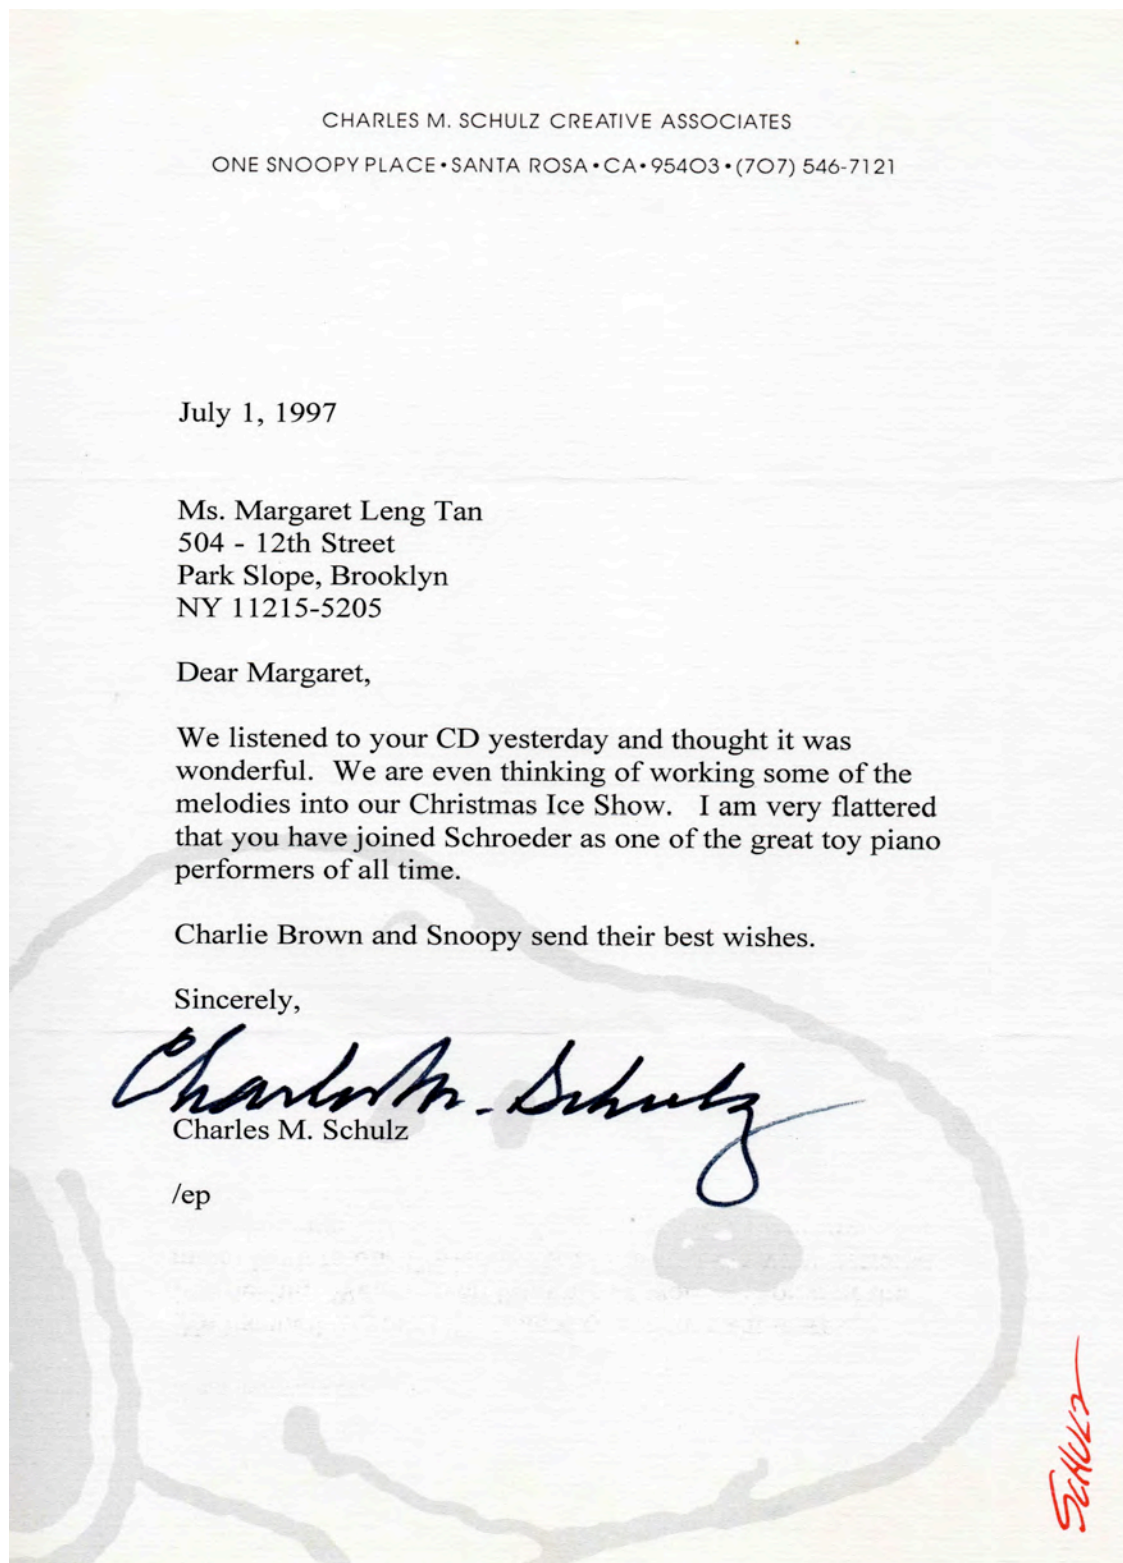 CHARLES M. SCHULZ CREATIVE ASSOCIATES
ONE SNOOPY PLACE•SANTA ROSA•CA•95403•(707) 546-7121
July 1, 1997
Ms. Margaret Leng Tan
504 - 12th Street
Park Slope, Brooklyn
NY 11215-5205
Dear Margaret,
We listened to your CD yesterday and thought it was
wonderful.  We are even thinking of working some of the
melodies into our Christmas Ice Show.   I am very flattered
that you have joined Schroeder as one of the great toy piano
performers of all time.
Charlie Brown and Snoopy send their best wishes.
Sincerely,
Charles M. Schulz
Charles M. Schulz
/ep
SCHULZ